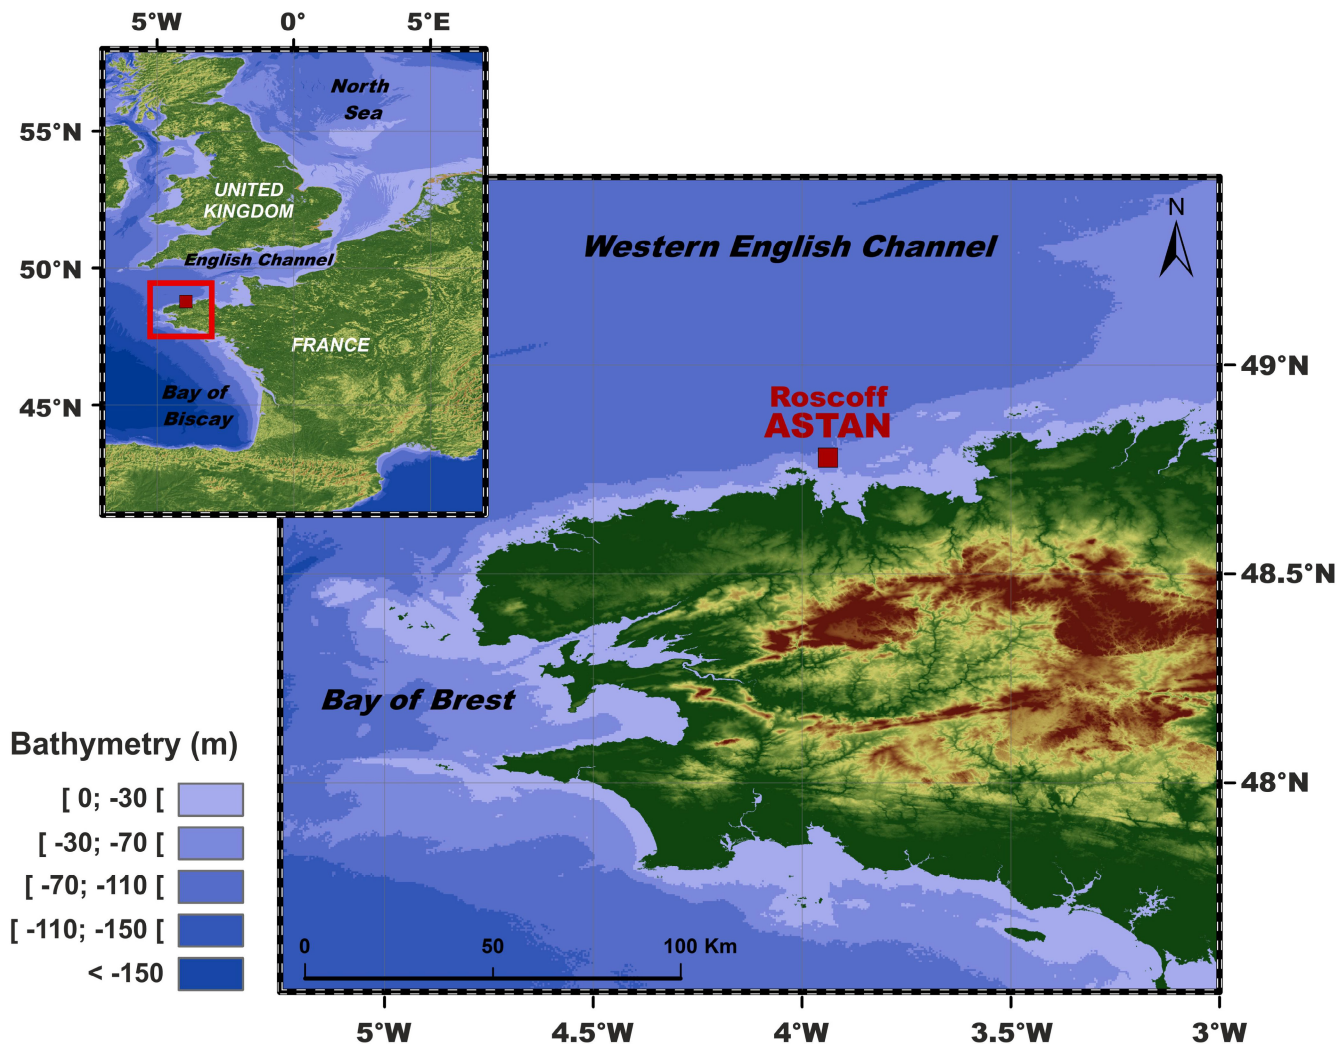 5°W 0° 5°E
55°N
50°N
45°N
North
Sea
UNITED
KINGDOM
English Channel
FRANCE
Bay of
Biscay
Western English Channel
N
Roscoff
ASTAN
Bay of Brest
49°N
48.5°N
48°N
Bathymetry (m)
[ 0; -30 [
[ -30; -70 [
[ -70; -110 [
[ -110; -150 [
< -150
0 50 100 Km
5°W 4.5°W 4°W 3.5°W 3°W